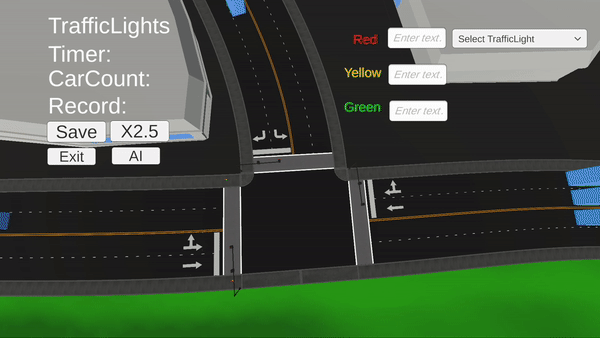 TrafficLights
Timer:
CarCount:
Record:
Save X2.5
Exit AI
Red Enter text... Select TrafficLight
Yellow Enter text...
Green Enter text...